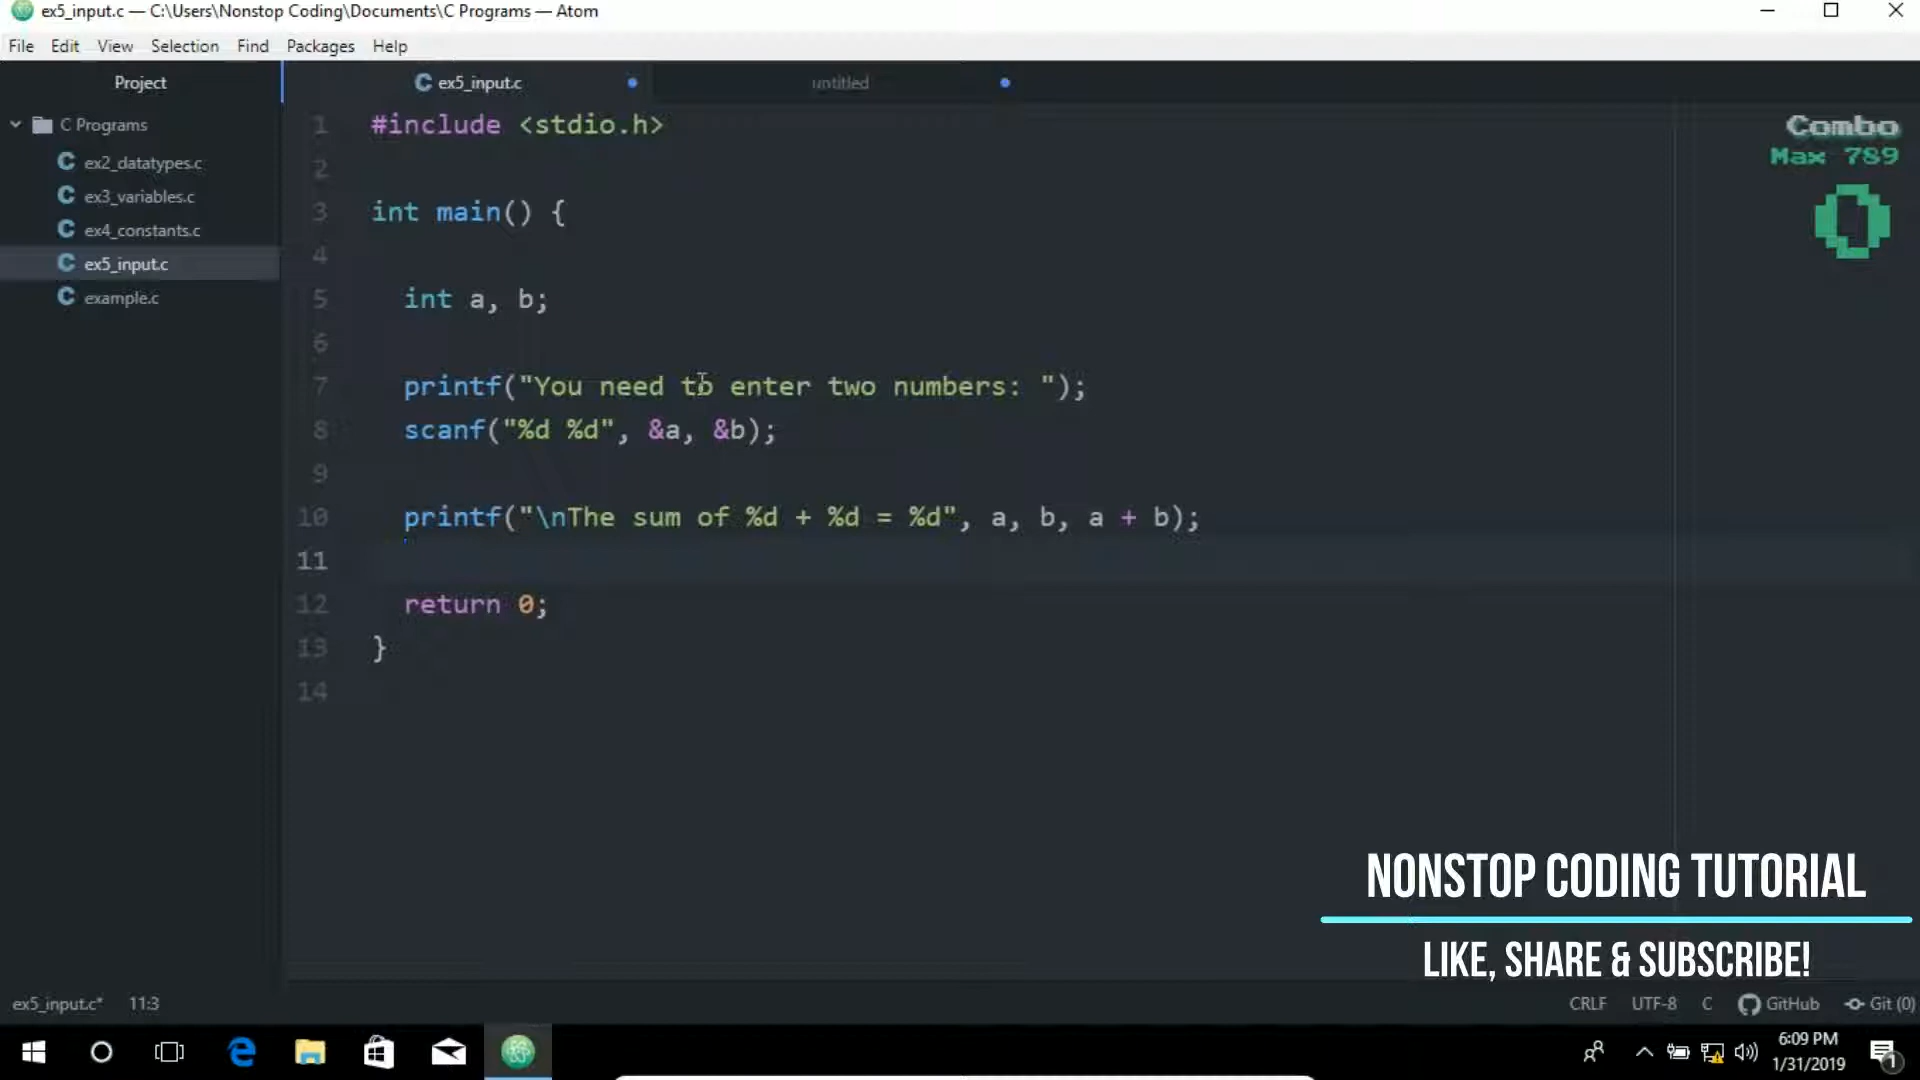 ex5_input.c — C:\Users\Nonstop Coding\Documents\C Programs — Atom
File Edit View Selection Find Packages Help
Project
C Programs
ex2_datatypes.c
ex3_variables.c
ex4_constants.c
ex5_input.c
example.c
ex5_input.c
untitled
1 #include <stdio.h>
2
3 int main() {
4
5 int a, b;
6
7 printf("You need to enter two numbers: ");
8 scanf("%d %d", &a, &b);
9
10 printf("\nThe sum of %d + %d = %d", a, b, a + b);
11
12 return 0;
13 }
14
Combo
Max 789
0
NONSTOP CODING TUTORIAL
LIKE, SHARE & SUBSCRIBE!
ex5_input.c* 11:3
CRLF UTF-8 C GitHub Git (0)
6:09 PM
1/31/2019
1